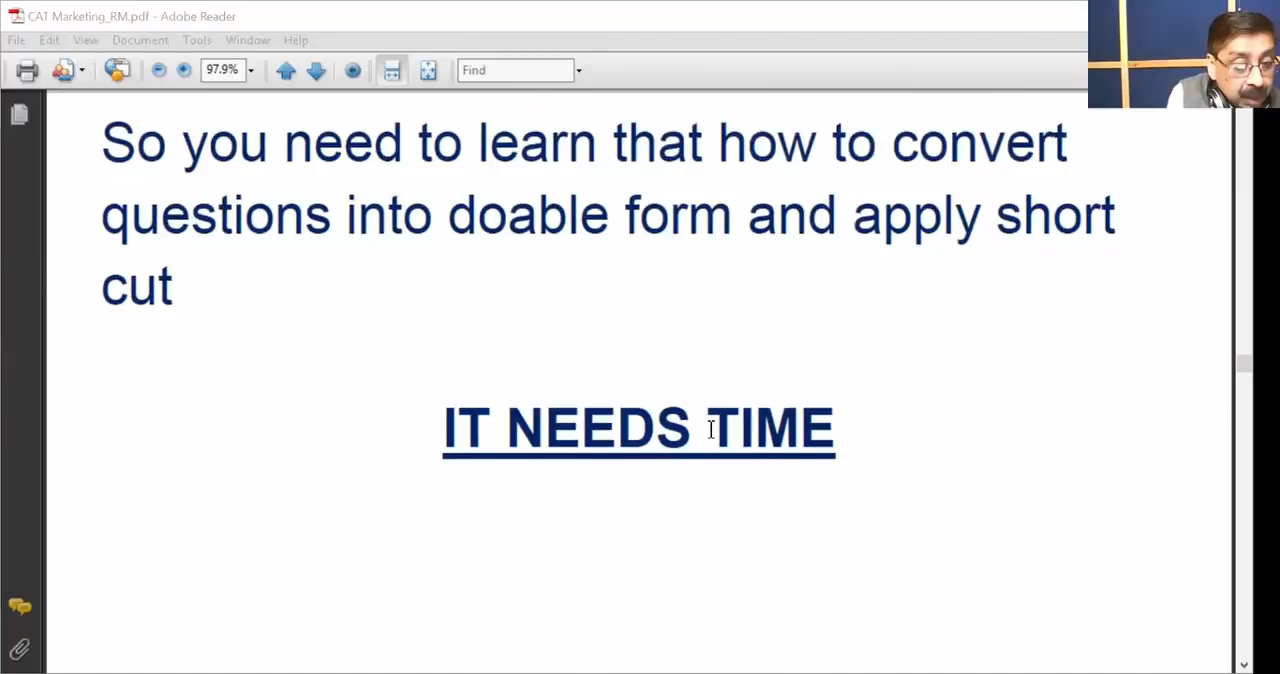 CAT Marketing_RM.pdf - Adobe Reader
File Edit View Document Tools Window Help
97.9% Find
So you need to learn that how to convert
questions into doable form and apply short
cut
IT NEEDS TIME